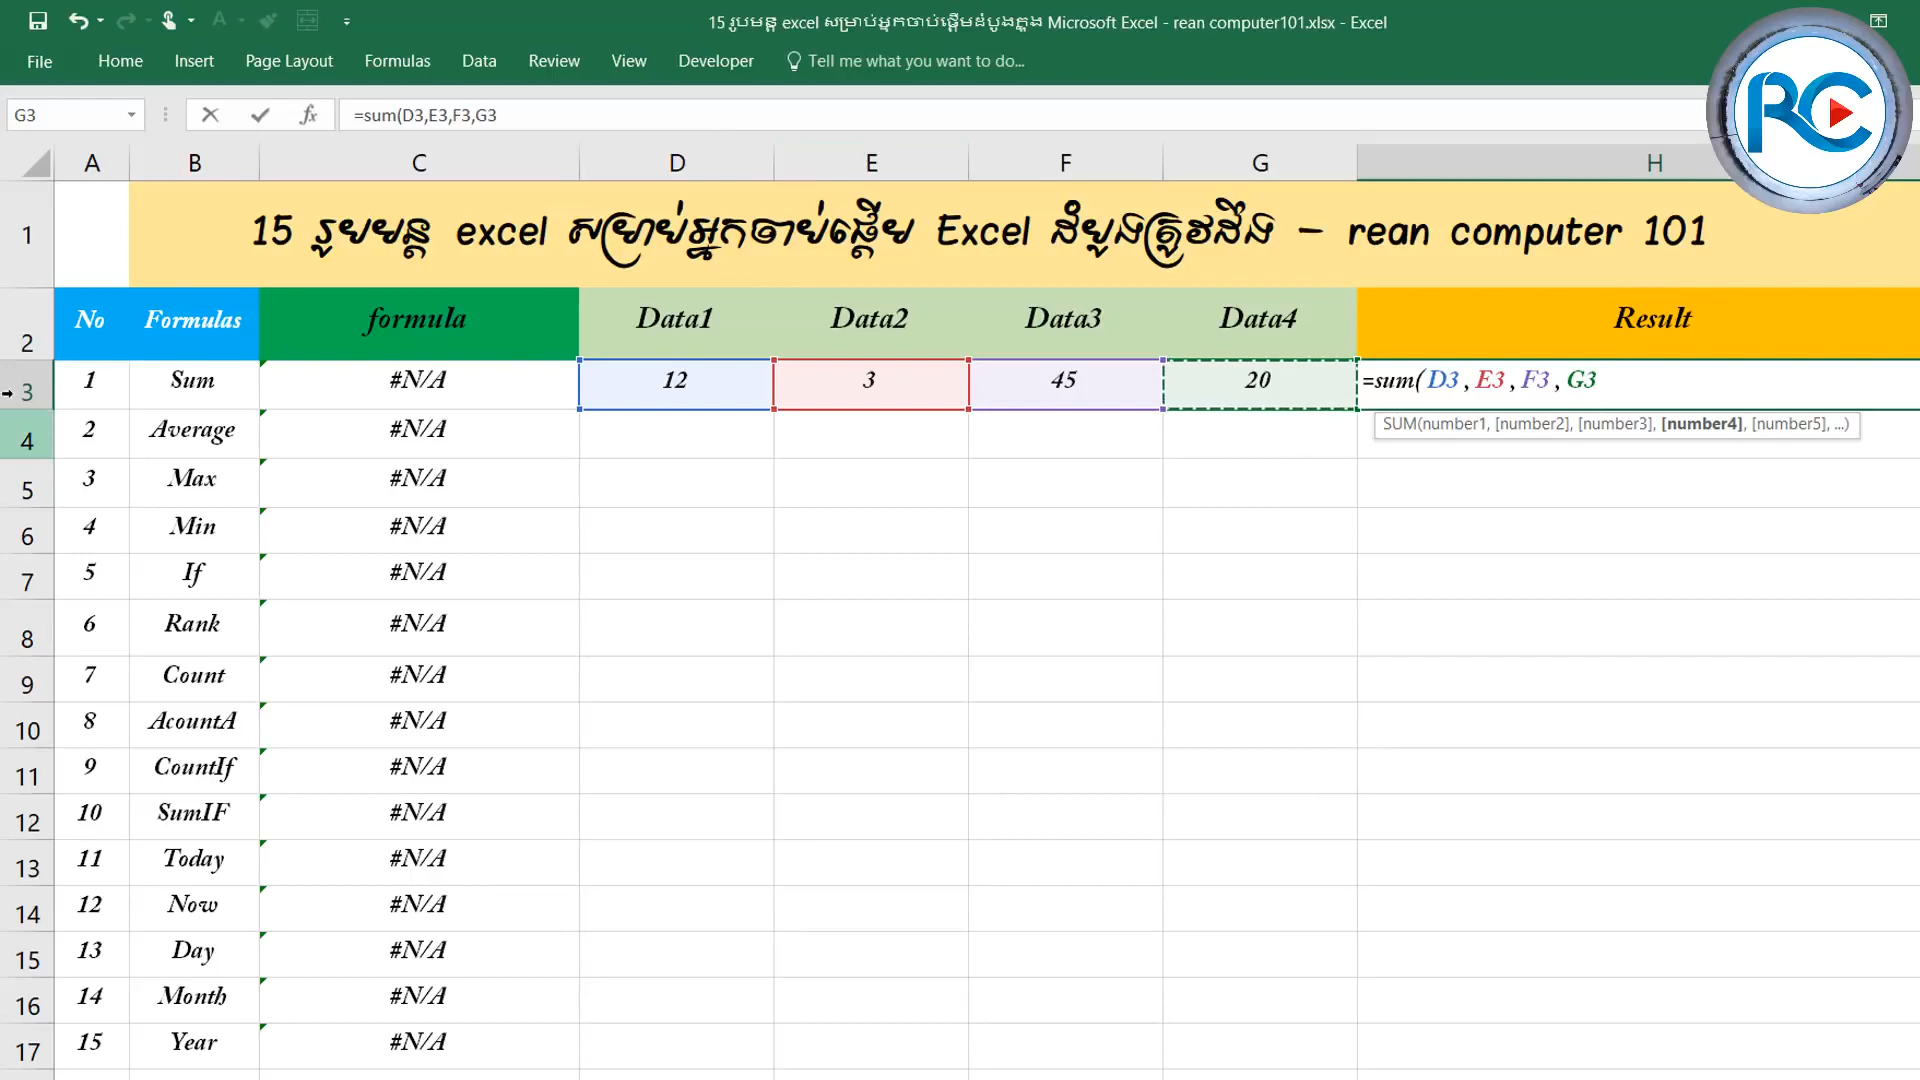 15 រូបមន្ត excel សម្រាប់អ្នកចាប់ផ្តើមដំបូងក្នុង Microsoft Excel - rean computer101.xlsx - Excel
File Home Insert Page Layout Formulas Data Review View Developer Tell me what you want to do...
G3 fx =sum(D3,E3,F3,G3
A B C D E F G H
1 15 រូបមន្ត excel សម្រាប់អ្នកចាប់ផ្តើម Excel ដំបូងត្រូវដឹង – rean computer 101
2 No Formulas formula Data1 Data2 Data3 Data4 Result
3 1 Sum #N/A 12 3 45 20 =sum(D3,E3,F3,G3
SUM(number1, [number2], [number3], [number4], [number5], ...)
4 2 Average #N/A
5 3 Max #N/A
6 4 Min #N/A
7 5 If #N/A
8 6 Rank #N/A
9 7 Count #N/A
10 8 AcountA #N/A
11 9 CountIf #N/A
12 10 SumIF #N/A
13 11 Today #N/A
14 12 Now #N/A
15 13 Day #N/A
16 14 Month #N/A
17 15 Year #N/A
RC